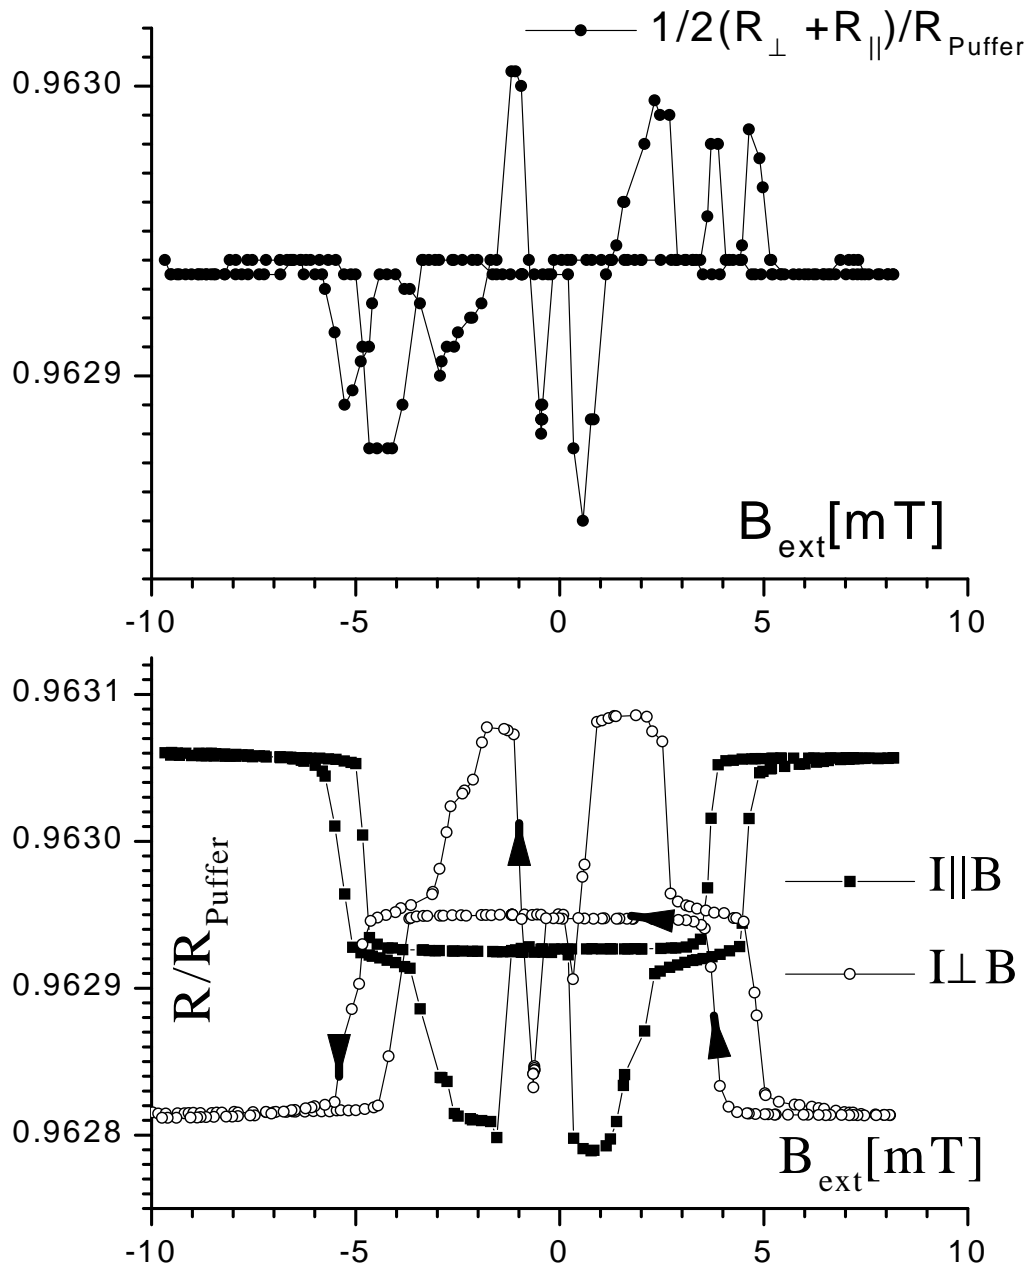 1/2(R⊥ +R||)/RPuffer
0.9630
0.9629
Bext[mT]
-10 -5 0 5 10
0.9631
0.9630
0.9629
0.9628
R/RPuffer
I||B
I⊥B
Bext[mT]
-10 -5 0 5 10